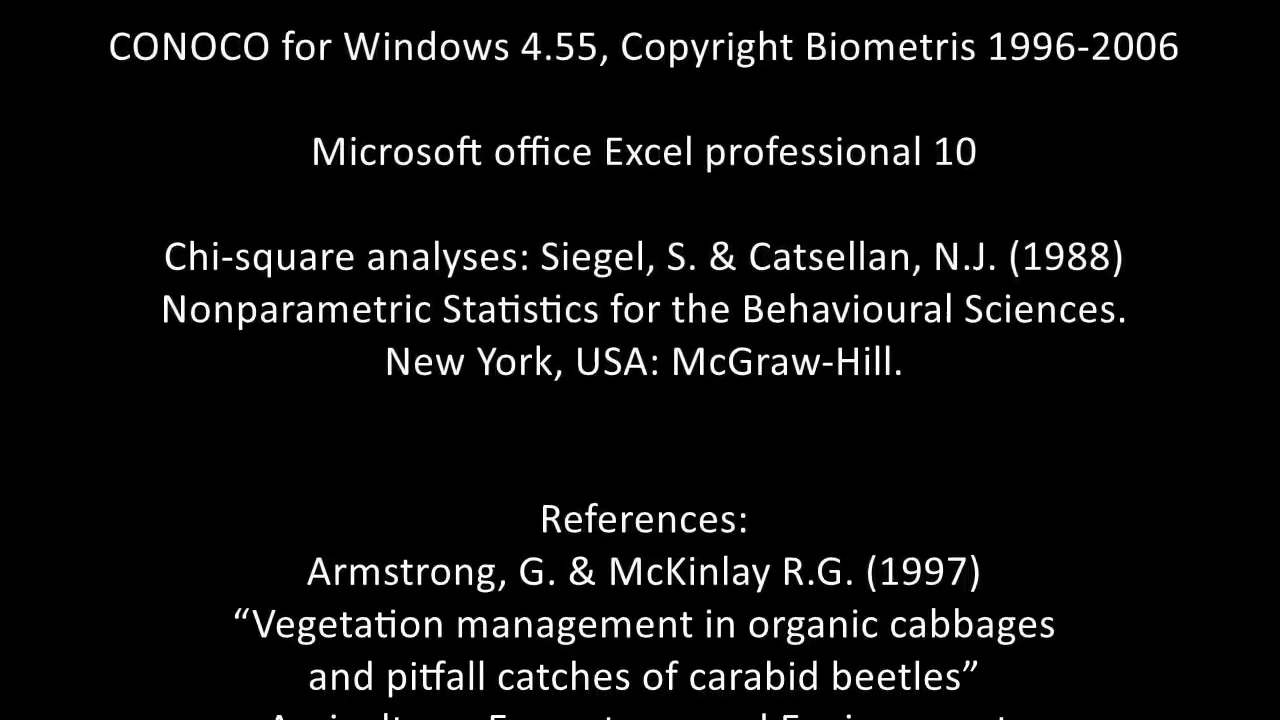 CONOCO for Windows 4.55, Copyright Biometris 1996-2006
Microsoft office Excel professional 10
Chi-square analyses: Siegel, S. & Catsellan, N.J. (1988)
Nonparametric Statistics for the Behavioural Sciences.
New York, USA: McGraw-Hill.
References:
Armstrong, G. & McKinlay R.G. (1997)
“Vegetation management in organic cabbages
and pitfall catches of carabid beetles”